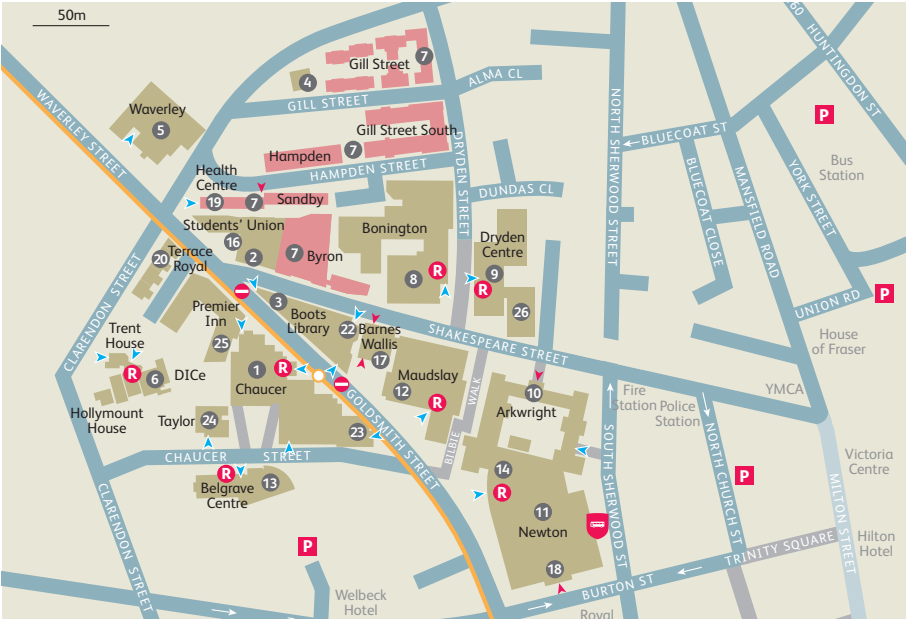 50m
Gill Street
7
4
GILL STREET
ALMA CL
HUNTINGDON ST
60
WAVERLEY STREET
Waverley
5
P
Gill Street South
7
Hampden
HAMPDEN STREET
DRYDEN STREET
NORTH SHERWOOD STREET
BLUECOAT ST
BLUECOAT CLOSE
MANSFIELD ROAD
YORK STREET
Bus
Station
Health
Centre
19
7
Sandby
DUNDAS CL
Students' Union
16
2
7
Byron
Bonington
8
R
Dryden
Centre
9
R
26
20
Terrace
Royal
CLARENDON STREET
P
UNION RD
House
of Fraser
Premier
Inn
25
3
Boots
Library
22
Barnes
Wallis
17
SHAKESPEARE STREET
Trent
House
R
6
DICe
Hollymount
House
1
R
Chaucer
Maudslay
12
R
WALK
BILBIE
10
Arkwright
Fire
Station
Police
Station
YMCA
Taylor
24
23
GOLDSMITH STREET
CHAUCER STREET
R
Belgrave
Centre
13
14
R
11
Newton
18
SOUTH SHERWOOD ST
NORTH CHURCH ST
P
Victoria
Centre
MILTON STREET
Hilton
Hotel
TRINITY SQUARE
BURTON ST
CLARENDON STREET
P
Welbeck
Hotel
Royal